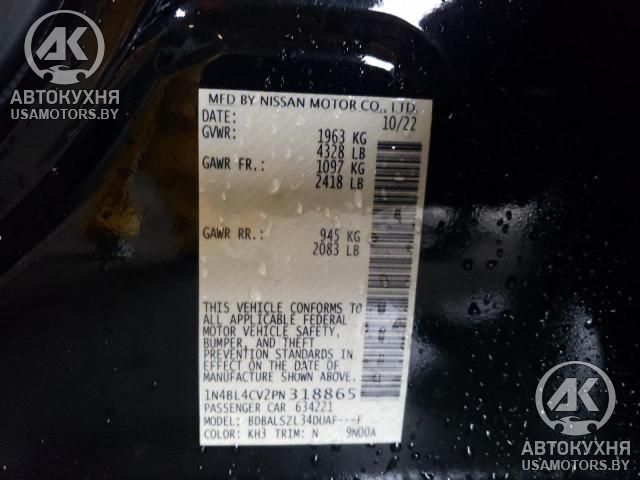 AK
АВТОКУХНЯ
USAMOTORS.BY
MFD BY NISSAN MOTOR CO., LTD.
DATE: 10/22
GVWR: 1963 KG
4328 LB
GAWR FR.: 1097 KG
2418 LB
GAWR RR.: 945 KG
2083 LB
THIS VEHICLE CONFORMS TO
ALL APPLICABLE FEDERAL
MOTOR VEHICLE SAFETY,
BUMPER, AND THEFT
PREVENTION STANDARDS IN
EFFECT ON THE DATE OF
MANUFACTURE SHOWN ABOVE.
1N4BL4CV2PN318865
PASSENGER CAR 634221
MODEL: BDBALSZL34DUAF---F
COLOR: KH3 TRIM: N 9N00A
AK
АВТОКУХНЯ
USAMOTORS.BY